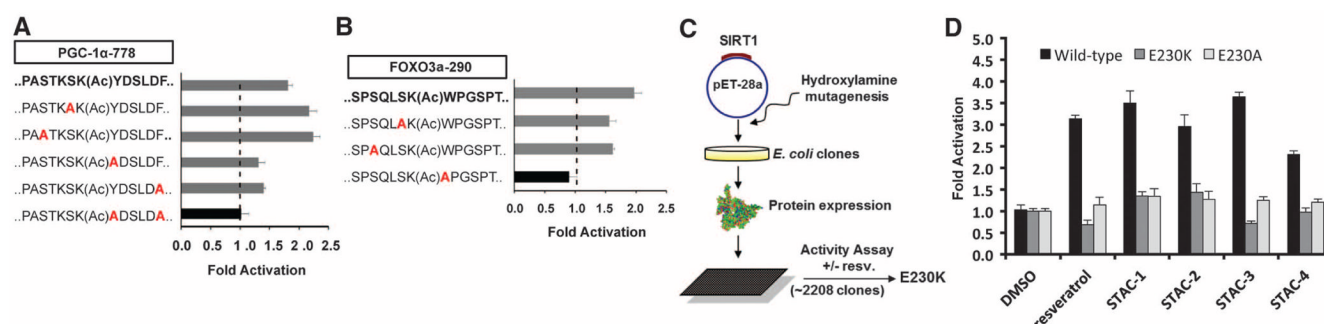 A
PGC-1α-778
..PASTKSK(Ac)YDSLDF..
..PASTKAK(Ac)YDSLDF..
..PAATKSK(Ac)YDSLDF..
..PASTKSK(Ac)ADSLDF..
..PASTKSK(Ac)YDSLDA..
..PASTKSK(Ac)ADSLDA..
0.0 0.5 1.0 1.5 2.0 2.5
Fold Activation
B
FOXO3a-290
..SPSQLSK(Ac)WPGSPT..
..SPSQLAK(Ac)WPGSPT..
..SPAQLSK(Ac)WPGSPT..
..SPSQLSK(Ac)APGSPT..
0.0 0.5 1.0 1.5 2.0 2.5
Fold Activation
C
SIRT1
pET-28a
Hydroxylamine
mutagenesis
E. coli clones
Protein expression
Activity Assay
+/- resv.
(~2208 clones)
E230K
D
Wild-type E230K E230A
Fold Activation
5.0
4.5
4.0
3.5
3.0
2.5
2.0
1.5
1.0
0.5
0.0
DMSO
resveratrol
STAC-1
STAC-2
STAC-3
STAC-4